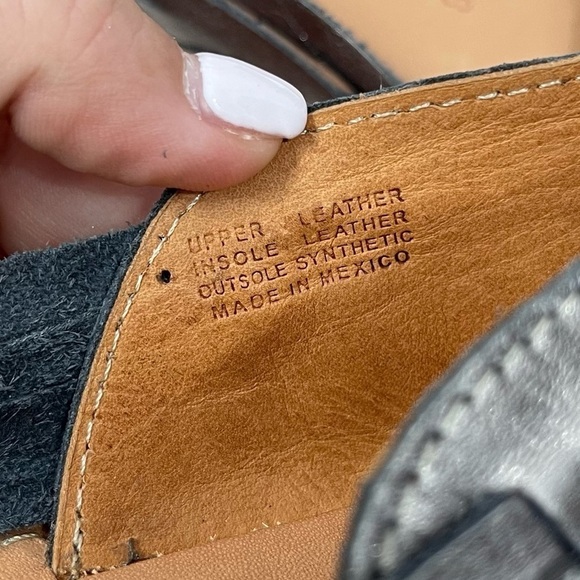 UPPER LEATHER
INSOLE LEATHER
OUTSOLE SYNTHETIC
MADE IN MEXICO